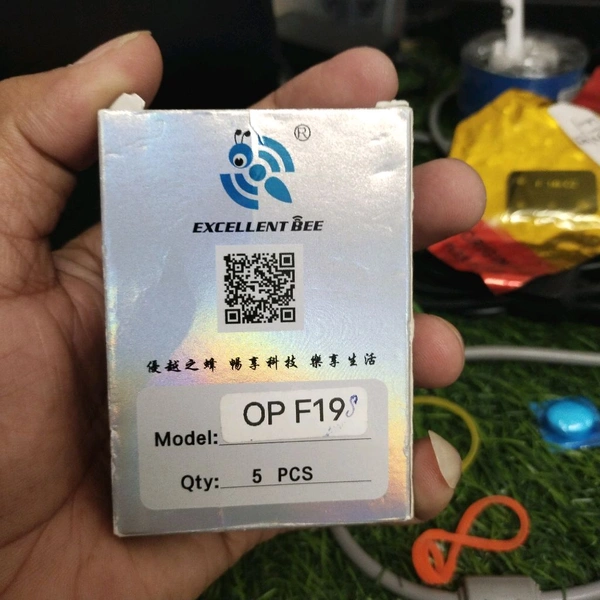 ®
EXCELLENT BEE
優越之蜂 暢享科技 樂享生活
OP F19s
Model:
Qty: 5 PCS